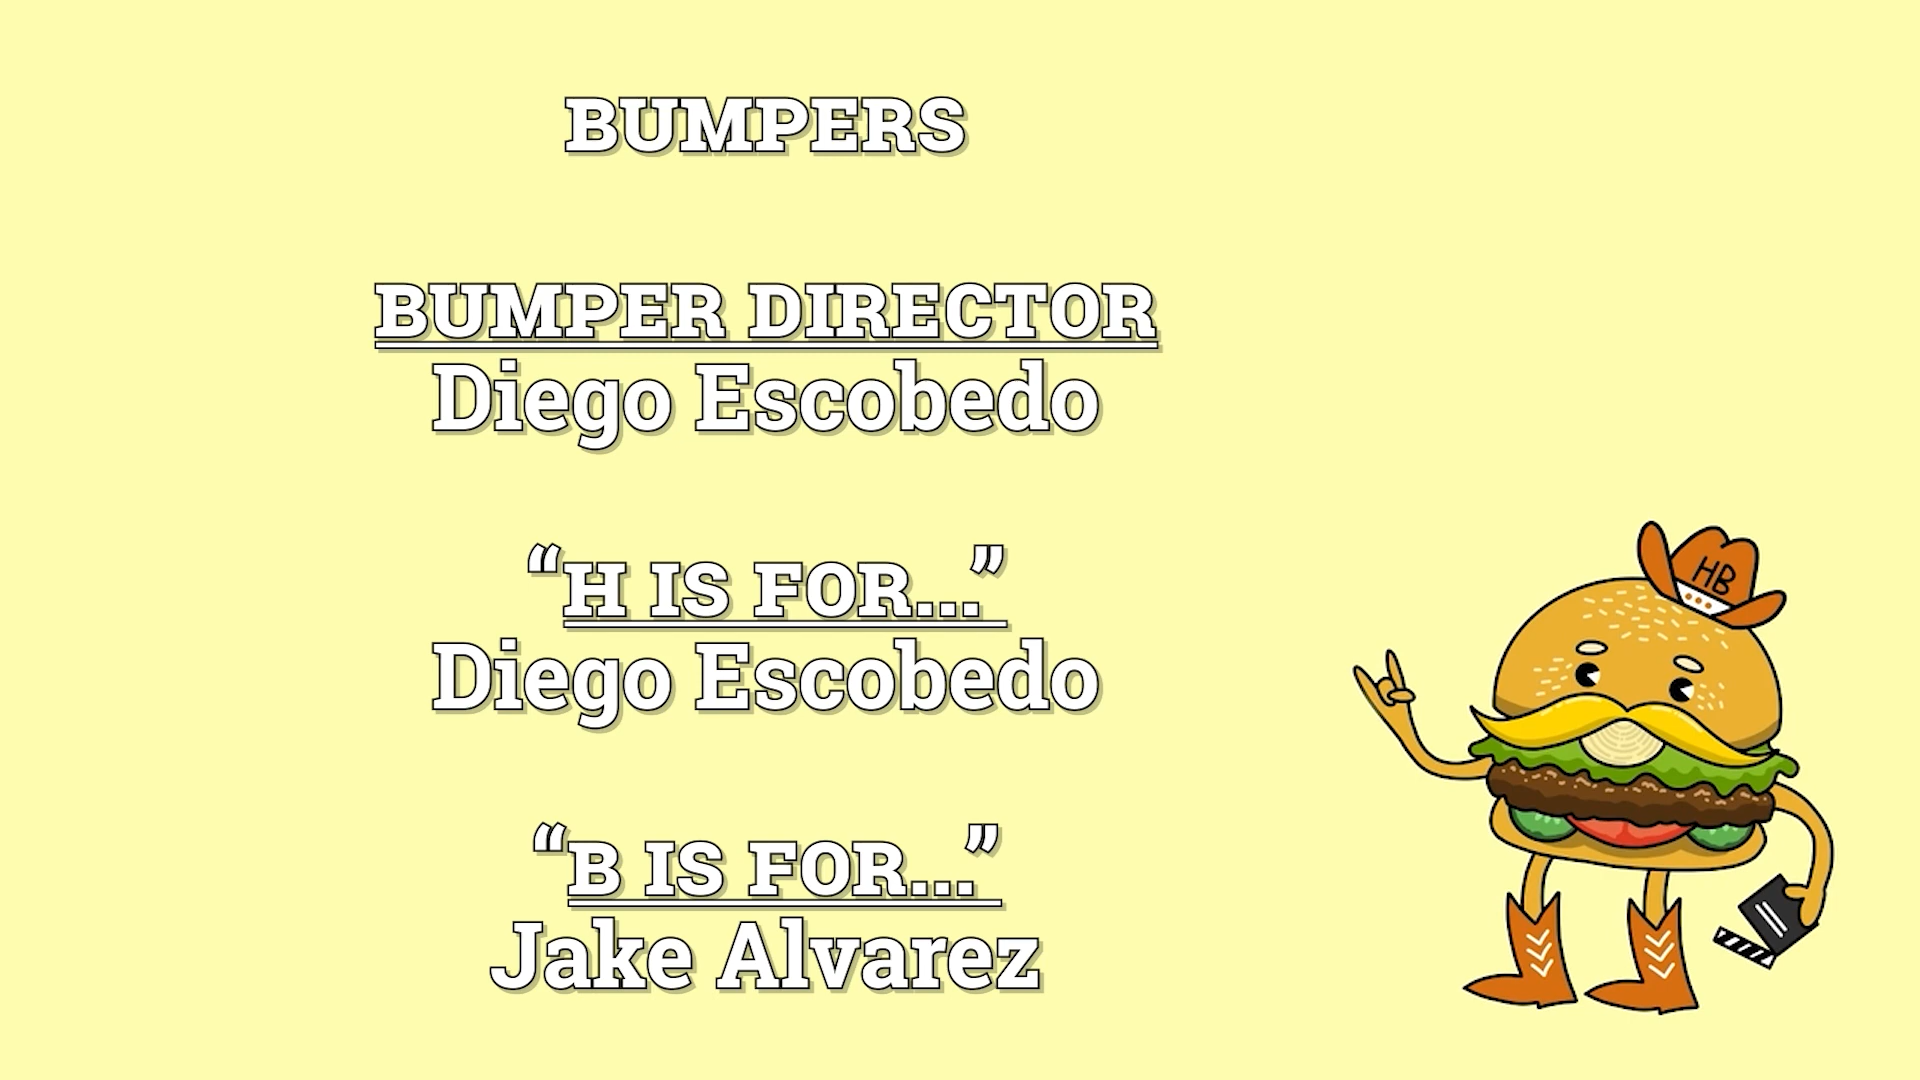 BUMPERS
BUMPER DIRECTOR
Diego Escobedo
“H IS FOR...”
Diego Escobedo
“B IS FOR...”
Jake Alvarez
HB